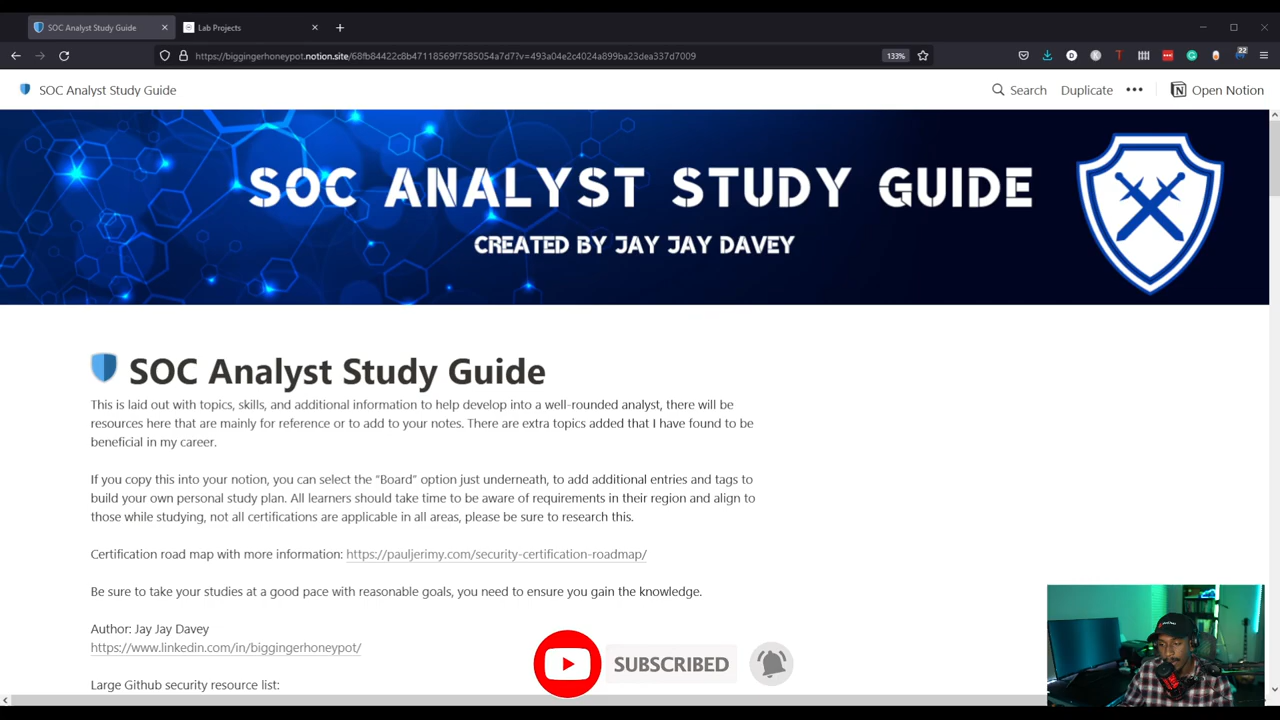 SOC Analyst Study Guide
Lab Projects
https://biggingerhoneypot.notion.site/68fb84422c8b47118569f7585054a7d7?v=493a04e2c4024a899ba23dea337d7009
133%
22
SOC Analyst Study Guide
Search
Duplicate
Open Notion
SOC ANALYST STUDY GUIDE
CREATED BY JAY JAY DAVEY
SOC Analyst Study Guide
This is laid out with topics, skills, and additional information to help develop into a well-rounded analyst, there will be
resources here that are mainly for reference or to add to your notes. There are extra topics added that I have found to be
beneficial in my career.
If you copy this into your notion, you can select the "Board" option just underneath, to add additional entries and tags to
build your own personal study plan. All learners should take time to be aware of requirements in their region and align to
those while studying, not all certifications are applicable in all areas, please be sure to research this.
Certification road map with more information: https://pauljerimy.com/security-certification-roadmap/
Be sure to take your studies at a good pace with reasonable goals, you need to ensure you gain the knowledge.
Author: Jay Jay Davey
https://www.linkedin.com/in/biggingerhoneypot/
Large Github security resource list:
SUBSCRIBED